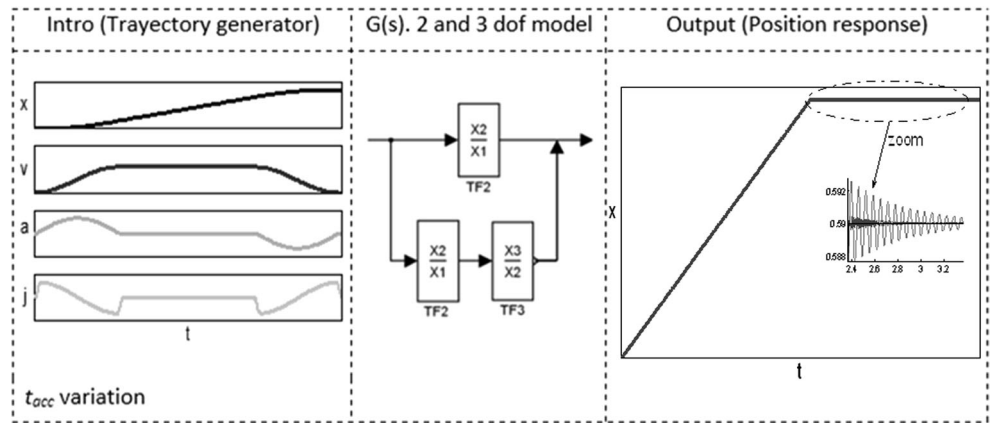 Intro (Trayectory generator)
G(s). 2 and 3 dof model
Output (Position response)
x
v
a
j
t
t_acc variation
X2
X1
TF2
X2
X1
TF2
X3
X2
TF3
x
zoom
0.592
0.59
0.588
2.4 2.6 2.8 3 3.2
t